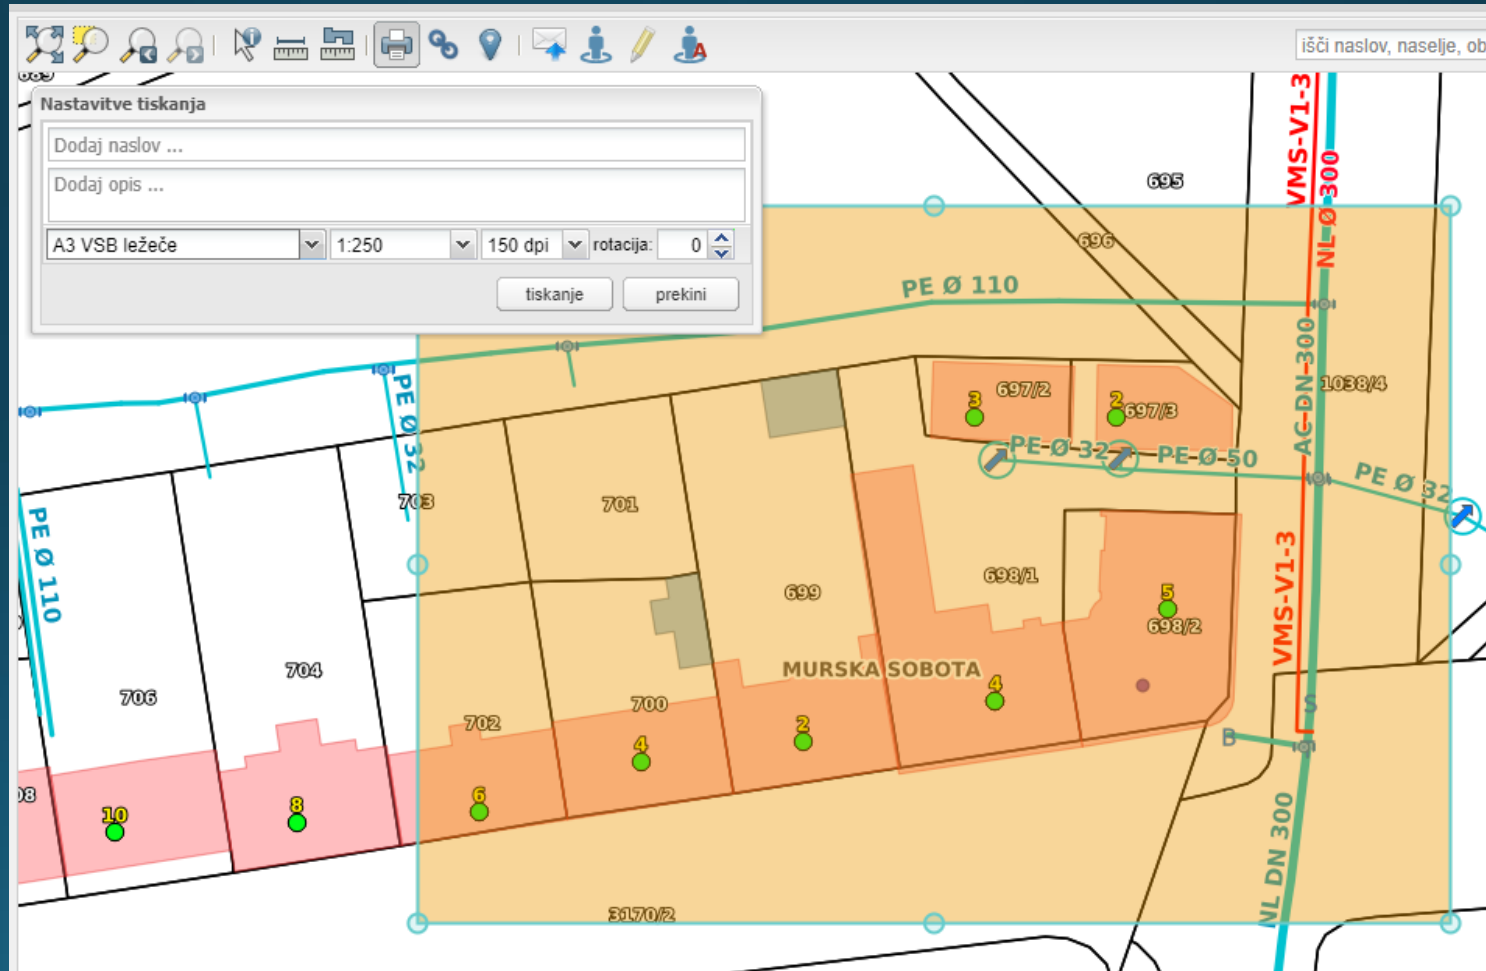 išči naslov, naselje, ob
689
Nastavitve tiskanja
Dodaj naslov ...
Dodaj opis ...
A3 VSB ležeče
1:250
150 dpi
rotacija:
0
tiskanje
prekini
VMS-V1-3
NL Ø 300
695
696
PE Ø 110
AC DN 300
1038/4
697/2
3
697/3
2
PE Ø 32
PE Ø 32
PE Ø 50
PE Ø 32
703
701
PE Ø 110
699
698/1
5
698/2
VMS-V1-3
704
706
MURSKA SOBOTA
4
700
702
2
4
S
B
6
8
10
08
NL DN 300
3170/2
A